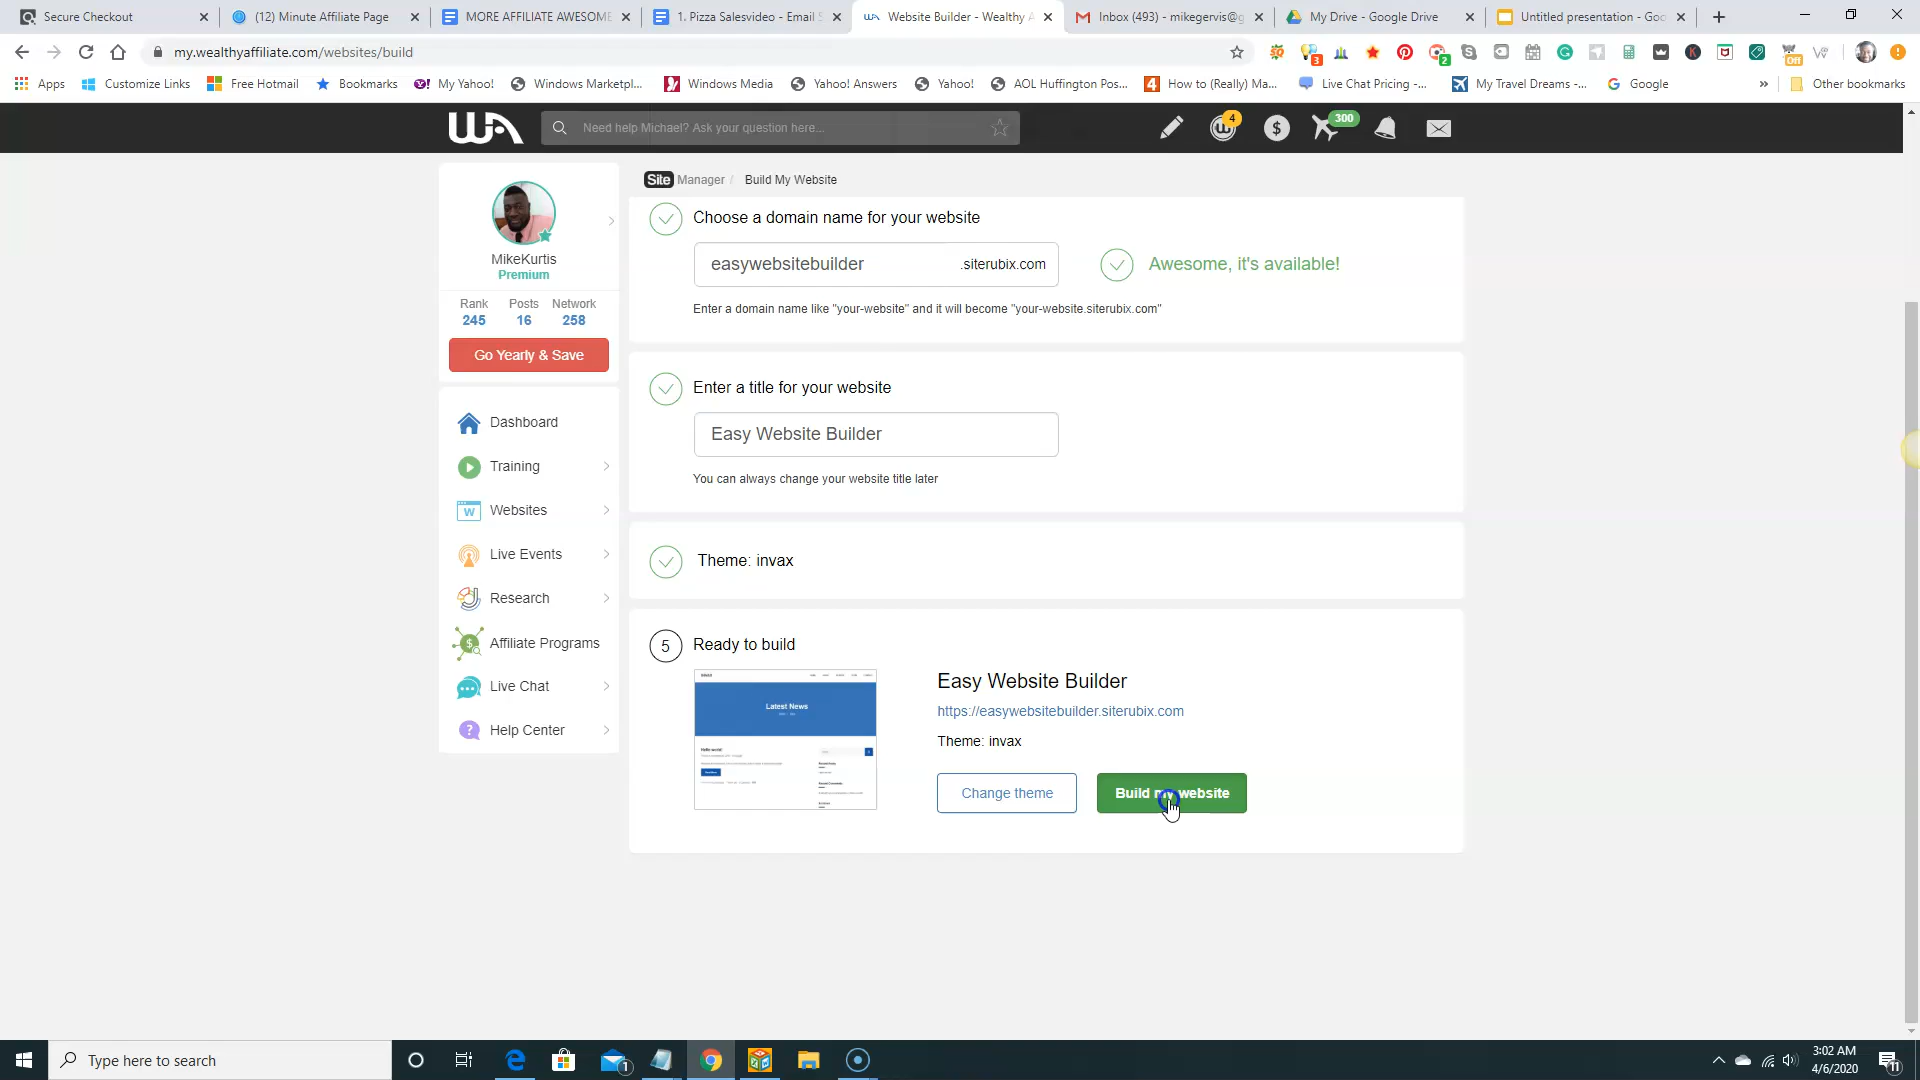 Secure Checkout
(12) Minute Affiliate Page
MORE AFFILIATE AWESOME
1. Pizza Salesvideo - Email S
Website Builder - Wealthy A
Inbox (493) - mikegervis@g
My Drive - Google Drive
Untitled presentation - Goo
my.wealthyaffiliate.com/websites/build
3
2
Off
Apps
Customize Links
Free Hotmail
Bookmarks
My Yahoo!
Windows Marketpl...
Windows Media
Yahoo! Answers
Yahoo!
AOL Huffington Pos...
How to (Really) Ma...
Live Chat Pricing -...
My Travel Dreams -...
Google
»
Other bookmarks
WA
Need help Michael? Ask your question here...
4
$
300
Site Manager / Build My Website
MikeKurtis
Premium
Rank Posts Network
245 16 258
Go Yearly & Save
Dashboard
Training
Websites
Live Events
Research
Affiliate Programs
Live Chat
Help Center
Choose a domain name for your website
easywebsitebuilder .siterubix.com
Awesome, it's available!
Enter a domain name like "your-website" and it will become "your-website.siterubix.com"
Enter a title for your website
Easy Website Builder
You can always change your website title later
Theme: invax
5 Ready to build
Latest News
Hello world!
Easy Website Builder
https://easywebsitebuilder.siterubix.com
Theme: invax
Change theme
Build my website
Type here to search
1
3:02 AM
4/6/2020
11